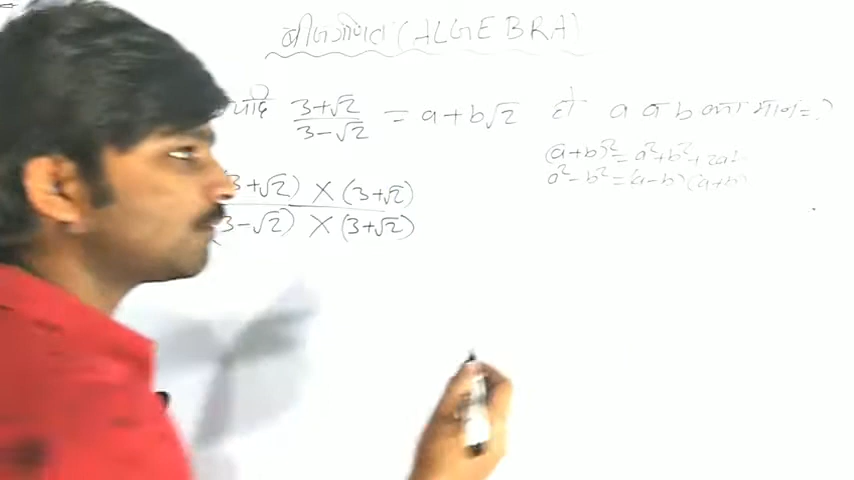 बीजगणित (ALGEBRA)
यदि 3+√2 / 3-√2 = a+b√2 तो a व b का मान = ?
(a+b)² = a²+b²+2ab
a²-b² = (a-b)(a+b)
(3+√2) × (3+√2)
(3-√2) × (3+√2)